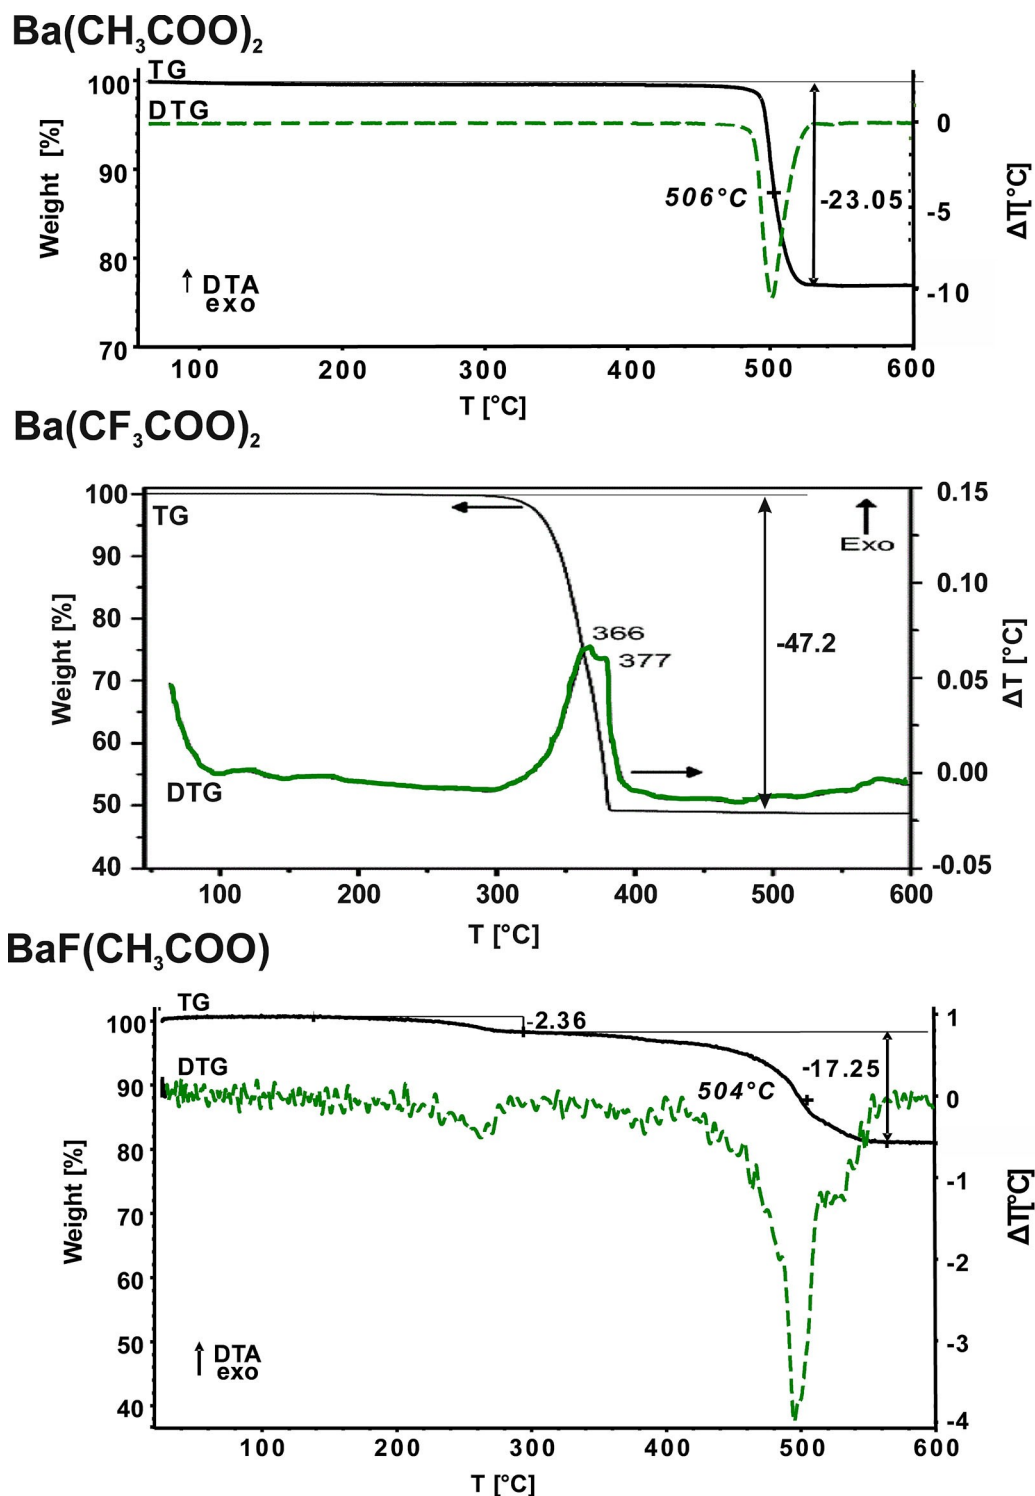 Ba(CH₃COO)₂
TG
100
DTG
0
90
506°C
-23.05
-5
Weight [%]
ΔT[°C]
80
↑ DTA
exo
-10
70
100 200 300 400 500 600
T [°C]
Ba(CF₃COO)₂
100
TG
0.15
Exo
90
0.10
80
366
377
-47.2
Weight [%]
ΔT [°C]
70
0.05
60
DTG
0.00
50
40
-0.05
100 200 300 400 500 600
T [°C]
BaF(CH₃COO)
TG
100
-2.36
1
DTG
90
504°C
-17.25
0
80
-1
Weight [%]
ΔT[°C]
70
-2
60
50
-3
↑ DTA
exo
40
-4
100 200 300 400 500 600
T [°C]